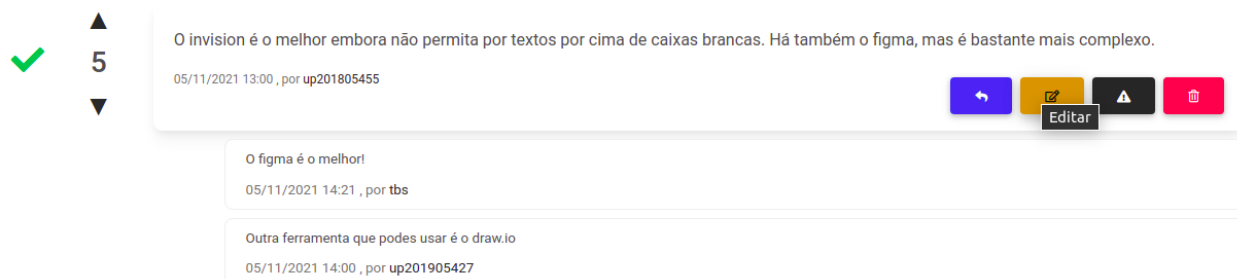 5
O invision é o melhor embora não permita por textos por cima de caixas brancas. Há também o figma, mas é bastante mais complexo.
05/11/2021 13:00 , por up201805455
Editar
O figma é o melhor!
05/11/2021 14:21 , por tbs
Outra ferramenta que podes usar é o draw.io
05/11/2021 14:00 , por up201905427